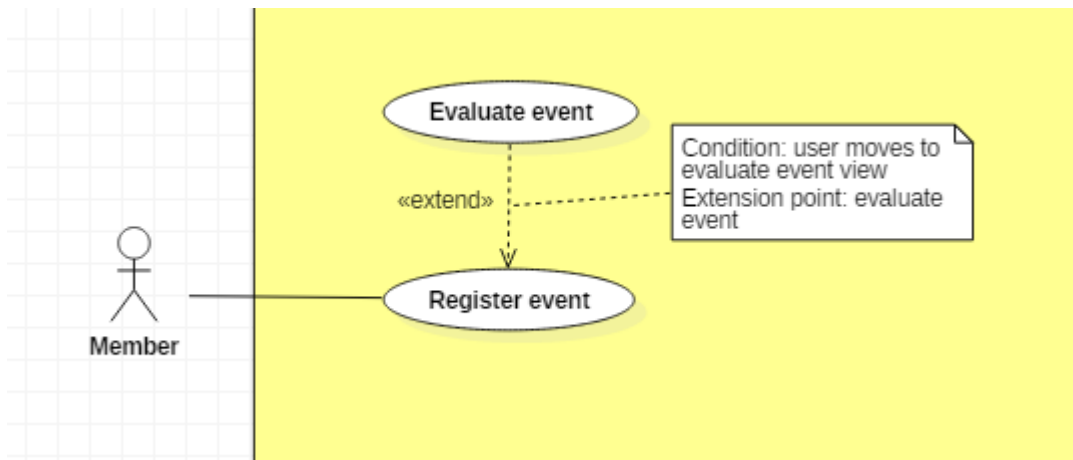 Evaluate event
Condition: user moves to
evaluate event view
Extension point: evaluate
event
«extend»
Register event
Member